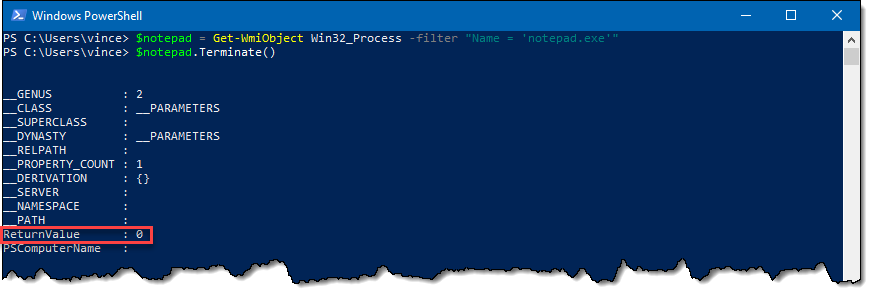 Windows PowerShell
PS C:\Users\vince> $notepad = Get-WmiObject Win32_Process -filter "Name = 'notepad.exe'"
PS C:\Users\vince> $notepad.Terminate()
__GENUS          : 2
__CLASS          : __PARAMETERS
__SUPERCLASS     :
__DYNASTY        : __PARAMETERS
__RELPATH        :
__PROPERTY_COUNT : 1
__DERIVATION     : {}
__SERVER         :
__NAMESPACE      :
__PATH           :
ReturnValue      : 0
PSComputerName   :